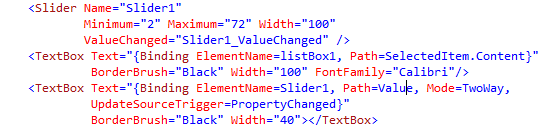 <Slider Name="Slider1"
Minimum="2" Maximum="72" Width="100"
ValueChanged="Slider1_ValueChanged" />
<TextBox Text="{Binding ElementName=listBox1, Path=SelectedItem.Content}"
BorderBrush="Black" Width="100" FontFamily="Calibri"/>
<TextBox Text="{Binding ElementName=Slider1, Path=Value, Mode=TwoWay,
UpdateSourceTrigger=PropertyChanged}"
BorderBrush="Black" Width="40"></TextBox>